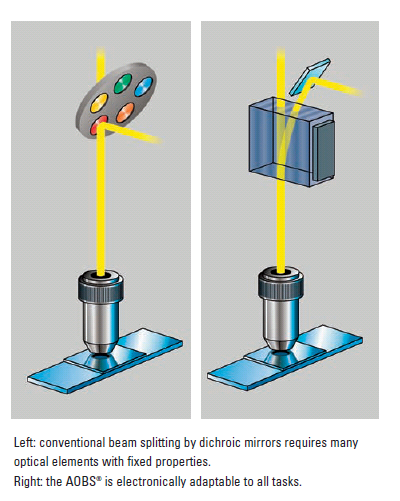 Left: conventional beam splitting by dichroic mirrors requires many
optical elements with fixed properties.
Right: the AOBS® is electronically adaptable to all tasks.